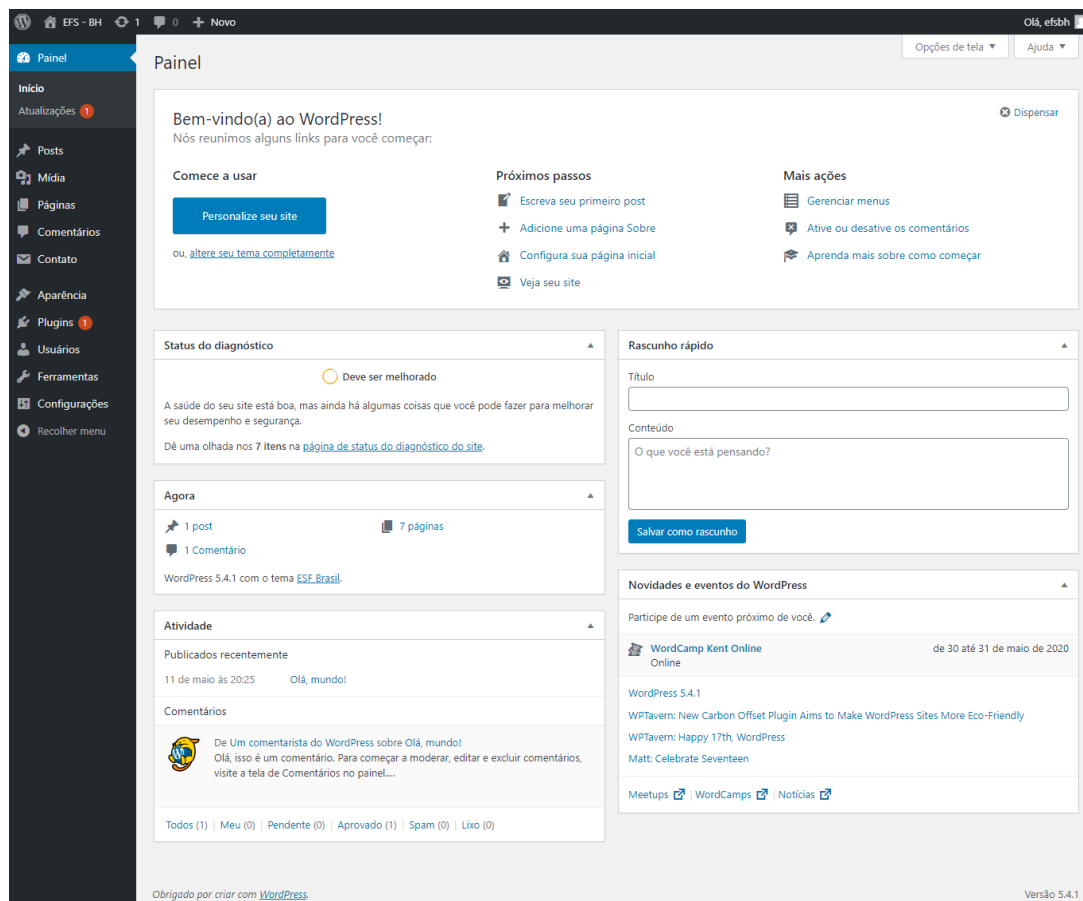 EFS - BH 1 0 Novo Olá, efsbh
Opções de tela Ajuda
Painel
Início
Atualizações 1
Posts
Mídia
Páginas
Comentários
Contato
Aparência
Plugins 1
Usuários
Ferramentas
Configurações
Recolher menu
Painel
Bem-vindo(a) ao WordPress!
Dispensar
Nós reunimos alguns links para você começar:
Comece a usar
Personalize seu site
ou, altere seu tema completamente
Próximos passos
Escreva seu primeiro post
Adicione uma página Sobre
Configura sua página inicial
Veja seu site
Mais ações
Gerenciar menus
Ative ou desative os comentários
Aprenda mais sobre como começar
Status do diagnóstico
Deve ser melhorado
A saúde do seu site está boa, mas ainda há algumas coisas que você pode fazer para melhorar
seu desempenho e segurança.
Dê uma olhada nos 7 itens na página de status do diagnóstico do site.
Agora
1 post 7 páginas
1 Comentário
WordPress 5.4.1 com o tema ESF Brasil.
Atividade
Publicados recentemente
11 de maio às 20:25 Olá, mundo!
Comentários
De Um comentarista do WordPress sobre Olá, mundo!
Olá, isso é um comentário. Para começar a moderar, editar e excluir comentários,
visite a tela de Comentários no painel....
Todos (1) | Meu (0) | Pendente (0) | Aprovado (1) | Spam (0) | Lixo (0)
Rascunho rápido
Título
Conteúdo
O que você está pensando?
Salvar como rascunho
Novidades e eventos do WordPress
Participe de um evento próximo de você.
WordCamp Kent Online de 30 até 31 de maio de 2020
Online
WordPress 5.4.1
WPTavern: New Carbon Offset Plugin Aims to Make WordPress Sites More Eco-Friendly
WPTavern: Happy 17th, WordPress
Matt: Celebrate Seventeen
Meetups | WordCamps | Notícias
Obrigado por criar com WordPress. Versão 5.4.1